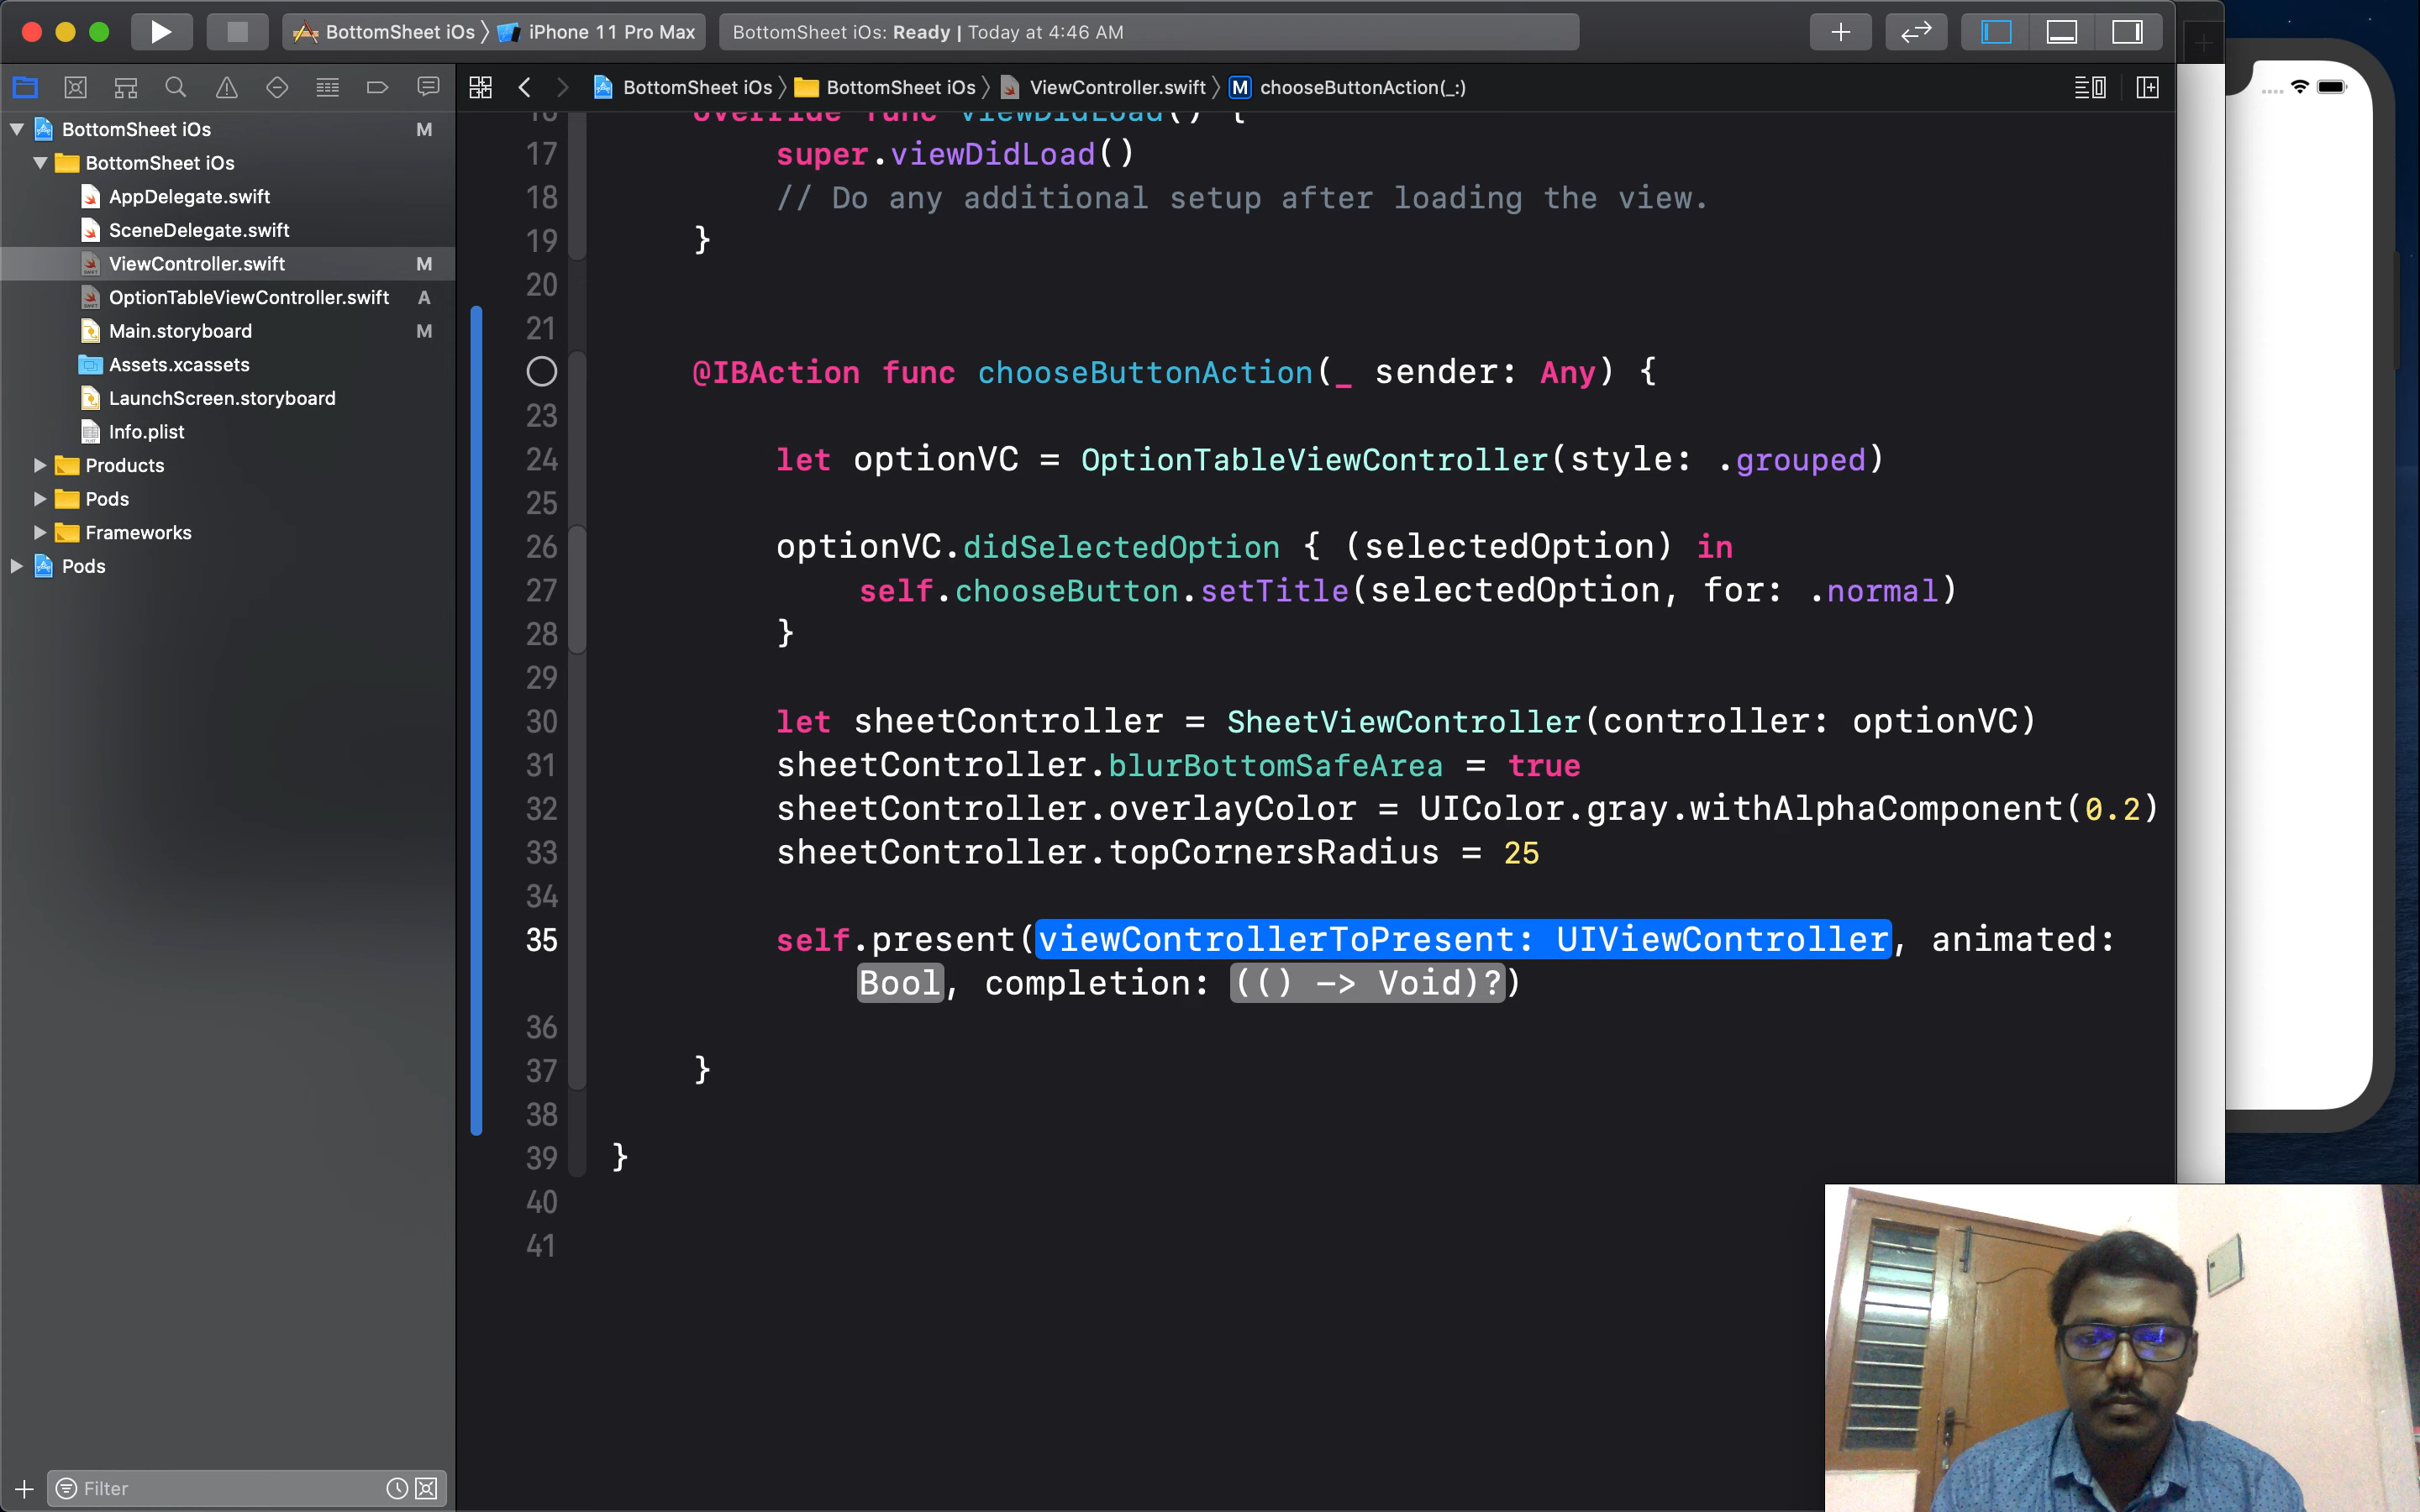 BottomSheet iOs 〉 iPhone 11 Pro Max
BottomSheet iOs: Ready | Today at 4:46 AM
BottomSheet iOs 〉 BottomSheet iOs 〉 ViewController.swift 〉 M chooseButtonAction(_:)
BottomSheet iOs M
BottomSheet iOs
AppDelegate.swift
SceneDelegate.swift
ViewController.swift M
OptionTableViewController.swift A
Main.storyboard M
Assets.xcassets
LaunchScreen.storyboard
Info.plist
Products
Pods
Frameworks
Pods
Filter
16 override func viewDidLoad() {
17 super.viewDidLoad()
18 // Do any additional setup after loading the view.
19 }
20
21
@IBAction func chooseButtonAction(_ sender: Any) {
23
24 let optionVC = OptionTableViewController(style: .grouped)
25
26 optionVC.didSelectedOption { (selectedOption) in
27 self.chooseButton.setTitle(selectedOption, for: .normal)
28 }
29
30 let sheetController = SheetViewController(controller: optionVC)
31 sheetController.blurBottomSafeArea = true
32 sheetController.overlayColor = UIColor.gray.withAlphaComponent(0.2)
33 sheetController.topCornersRadius = 25
34
35 self.present(viewControllerToPresent: UIViewController, animated:
Bool, completion: (() -> Void)?)
36
37 }
38
39 }
40
41